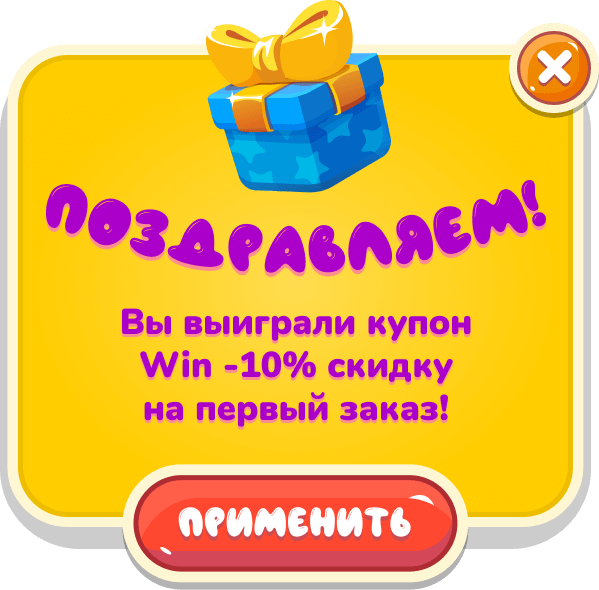 ПОЗДРАВЛЯЕМ!
Вы выиграли купон
Win -10% скидку
на первый заказ!
ПРИМЕНИТЬ